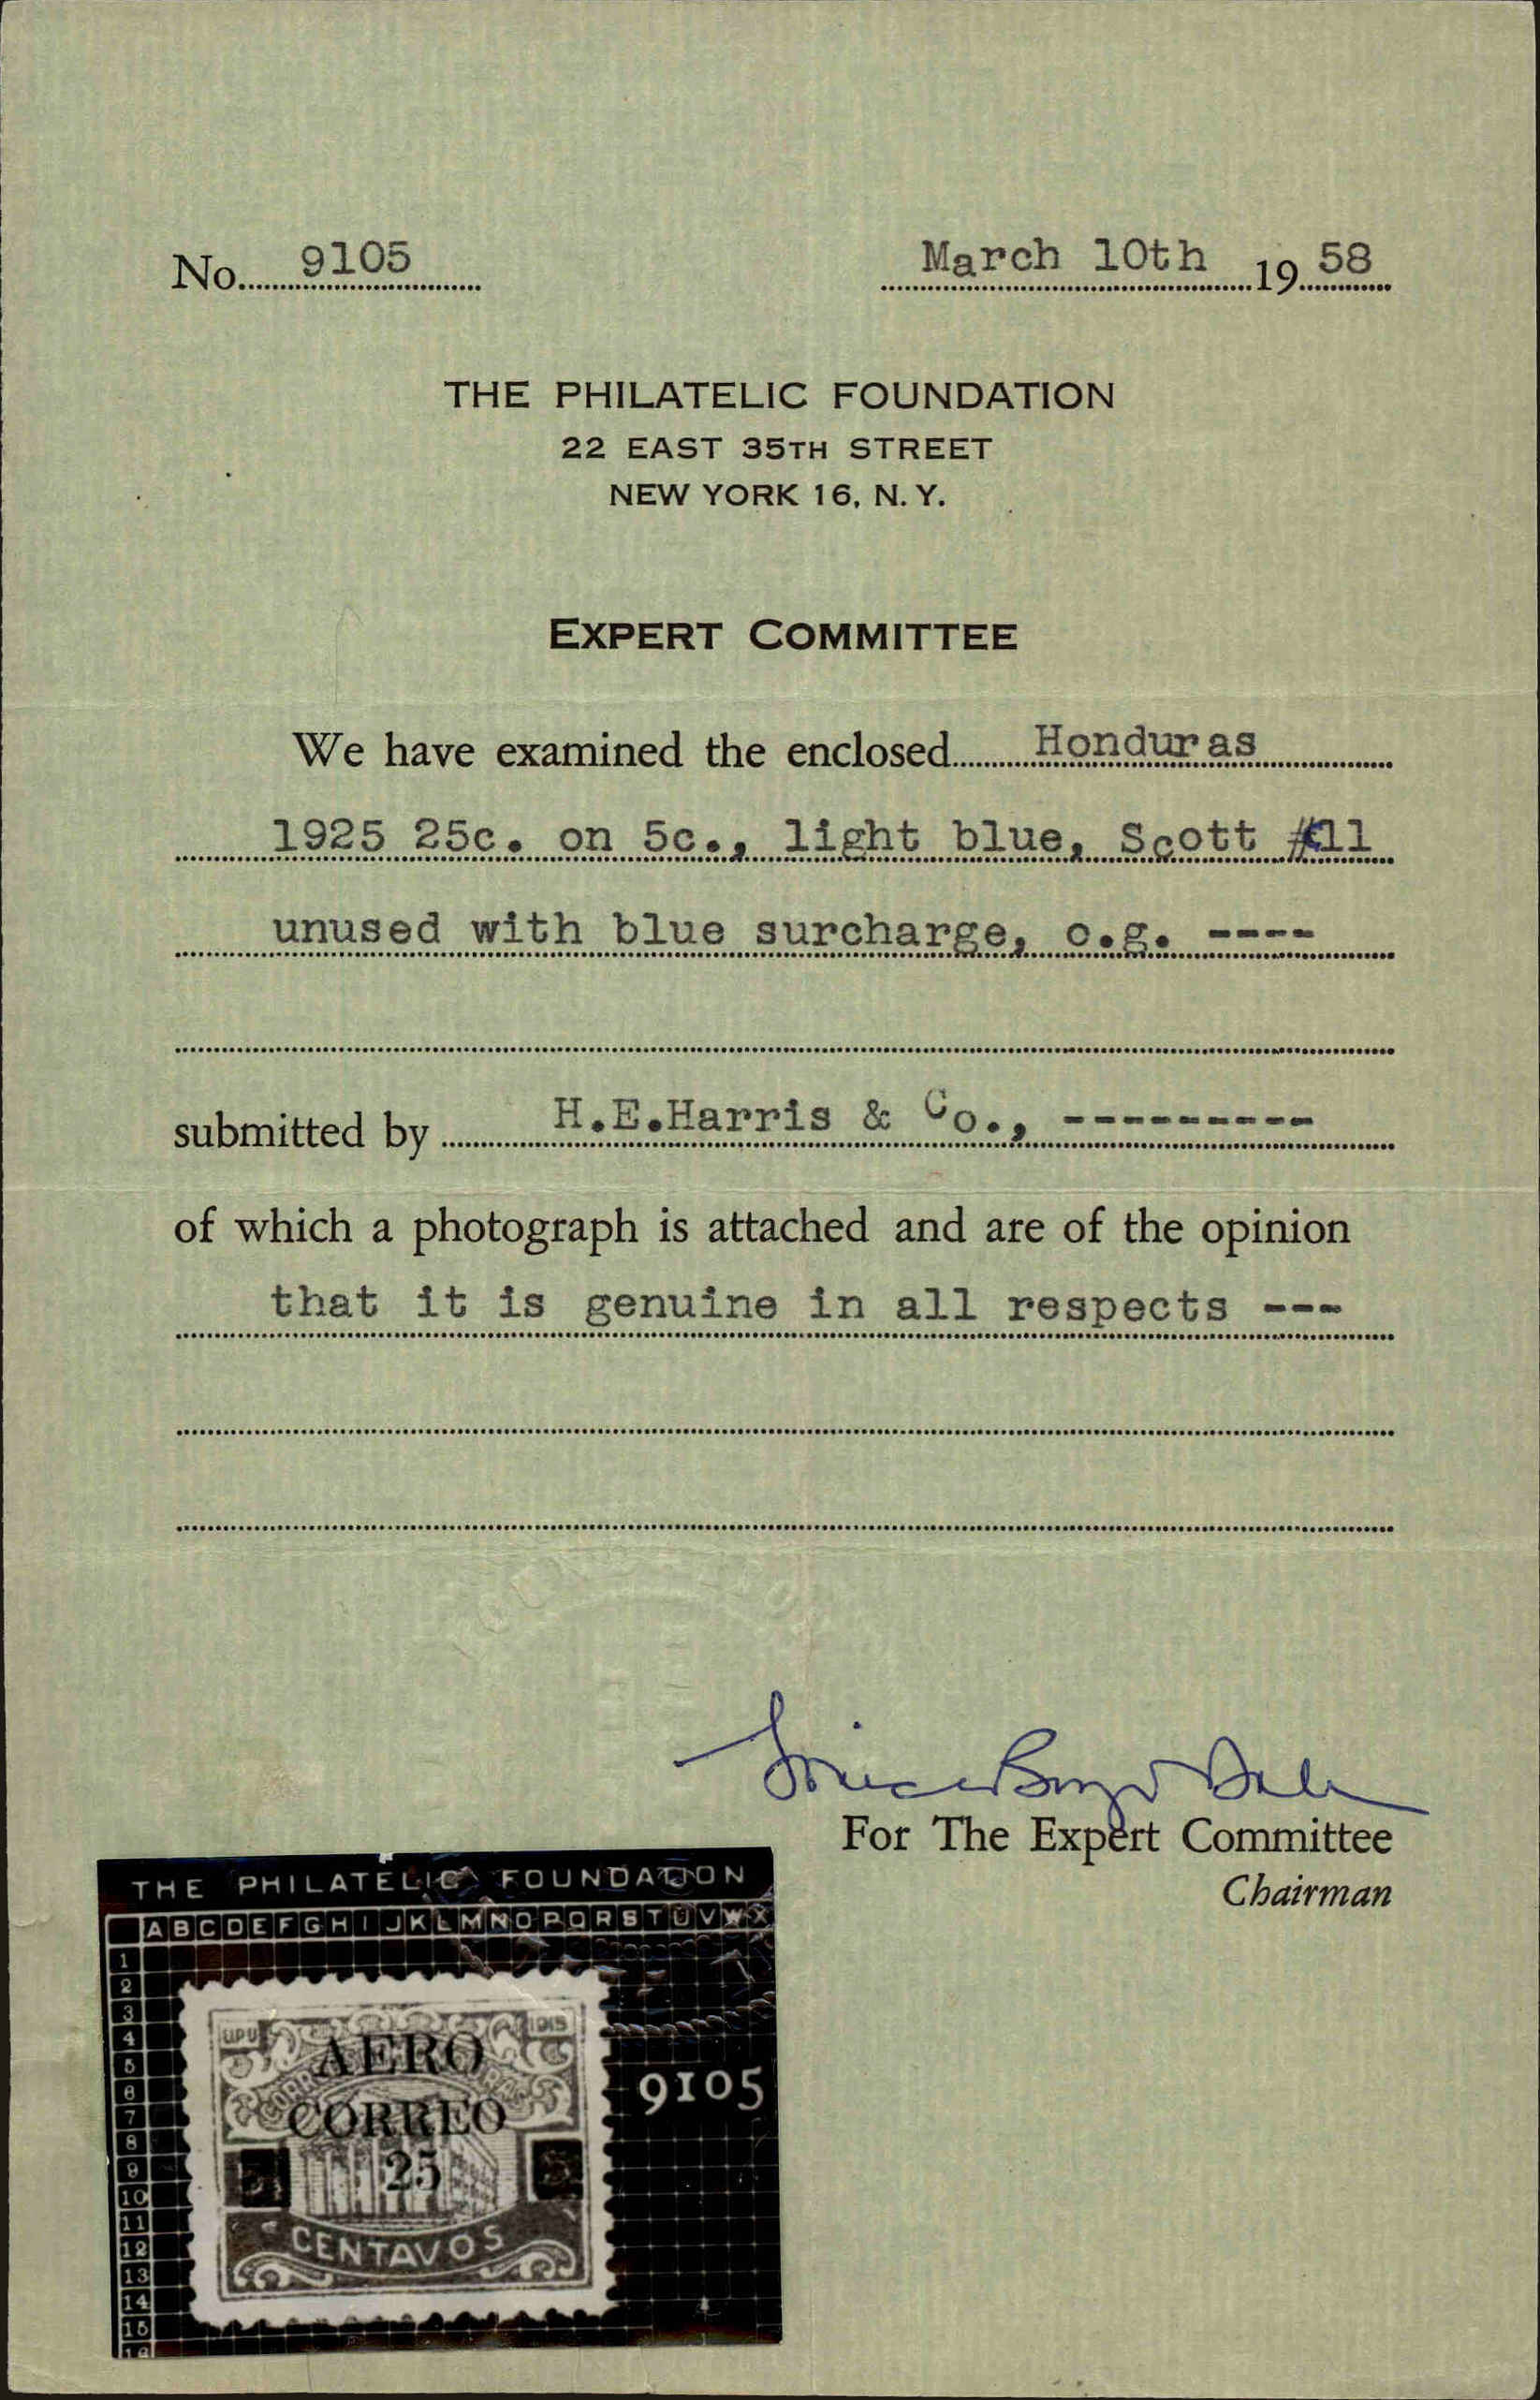 No. 9105
March 10th 19 58
THE PHILATELIC FOUNDATION
22 EAST 35TH STREET
NEW YORK 16, N. Y.
EXPERT COMMITTEE
We have examined the enclosed Honduras
1925 25c. on 5c., light blue, Scott #C11
unused with blue surcharge, o.g. ----
submitted by H.E.Harris & Co., ---------
of which a photograph is attached and are of the opinion
that it is genuine in all respects ---
For The Expert Committee
Chairman
THE PHILATELIC FOUNDATION
A B C D E F G H I J K L M N O P Q R S T U V W X
1
2
3
4
5
6
7
8
9
10
11
12
13
14
15
16
UPU
1915
AERO
CORREO
25
CENTAVOS
9105